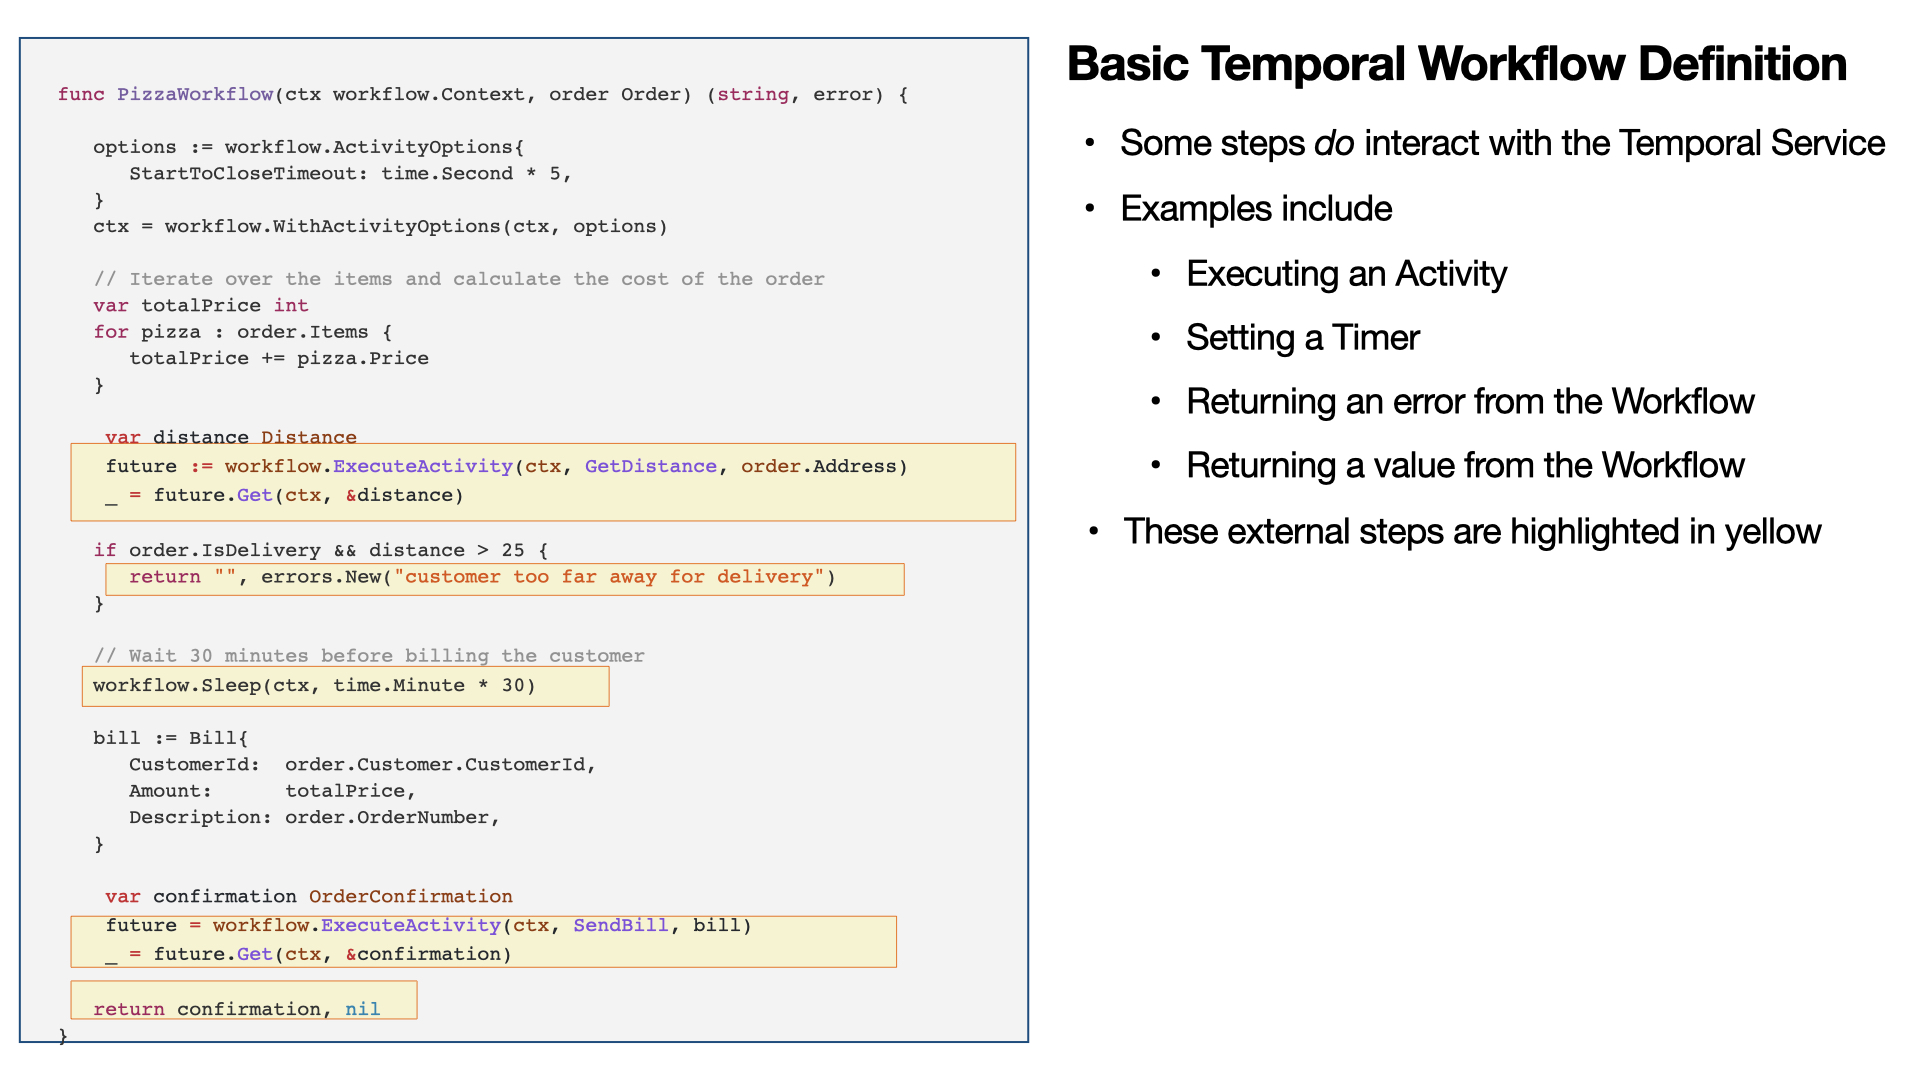 func PizzaWorkflow(ctx workflow.Context, order Order) (string, error) {
options := workflow.ActivityOptions{
StartToCloseTimeout: time.Second * 5,
}
ctx = workflow.WithActivityOptions(ctx, options)
// Iterate over the items and calculate the cost of the order
var totalPrice int
for pizza : order.Items {
totalPrice += pizza.Price
}
var distance Distance
future := workflow.ExecuteActivity(ctx, GetDistance, order.Address)
_ = future.Get(ctx, &distance)
if order.IsDelivery && distance > 25 {
return "", errors.New("customer too far away for delivery")
}
// Wait 30 minutes before billing the customer
workflow.Sleep(ctx, time.Minute * 30)
bill := Bill{
CustomerId:  order.Customer.CustomerId,
Amount:      totalPrice,
Description: order.OrderNumber,
}
var confirmation OrderConfirmation
future = workflow.ExecuteActivity(ctx, SendBill, bill)
_ = future.Get(ctx, &confirmation)
return confirmation, nil
}
Basic Temporal Workflow Definition
• Some steps do interact with the Temporal Service
• Examples include
• Executing an Activity
• Setting a Timer
• Returning an error from the Workflow
• Returning a value from the Workflow
• These external steps are highlighted in yellow